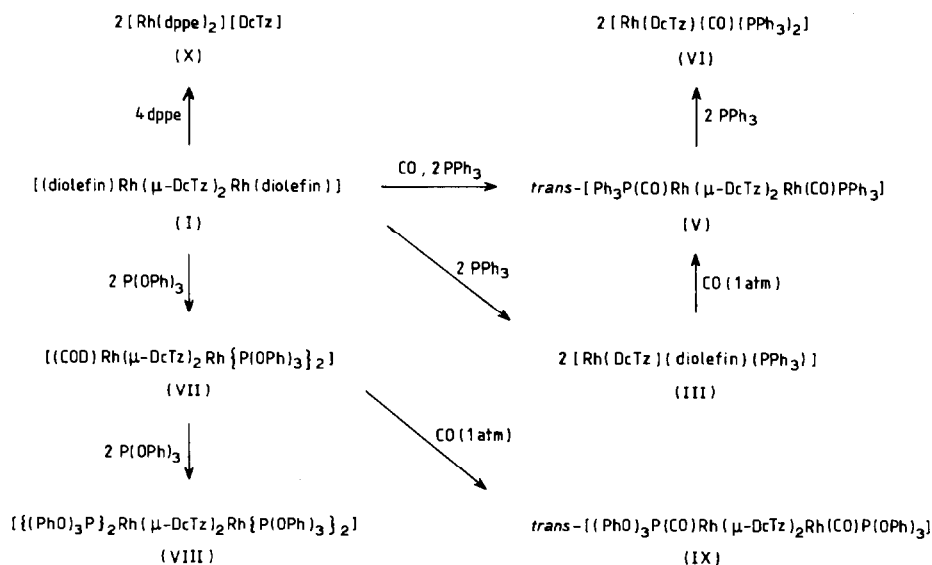 2[Rh(dppe)₂][DcTz]
(X)
2[Rh(DcTz)(CO)(PPh₃)₂]
(VI)
4 dppe
2 PPh₃
[(diolefin)Rh(μ-DcTz)₂Rh(diolefin)]
(I)
CO, 2PPh₃
trans-[Ph₃P(CO)Rh(μ-DcTz)₂Rh(CO)PPh₃]
(V)
2 P(OPh)₃
2 PPh₃
CO (1 atm)
[(COD)Rh(μ-DcTz)₂Rh{P(OPh)₃}₂]
(VII)
2[Rh(DcTz)(diolefin)(PPh₃)]
(III)
2 P(OPh)₃
CO (1 atm)
[{(PhO)₃P}₂Rh(μ-DcTz)₂Rh{P(OPh)₃}₂]
(VIII)
trans-[(PhO)₃P(CO)Rh(μ-DcTz)₂Rh(CO)P(OPh)₃]
(IX)